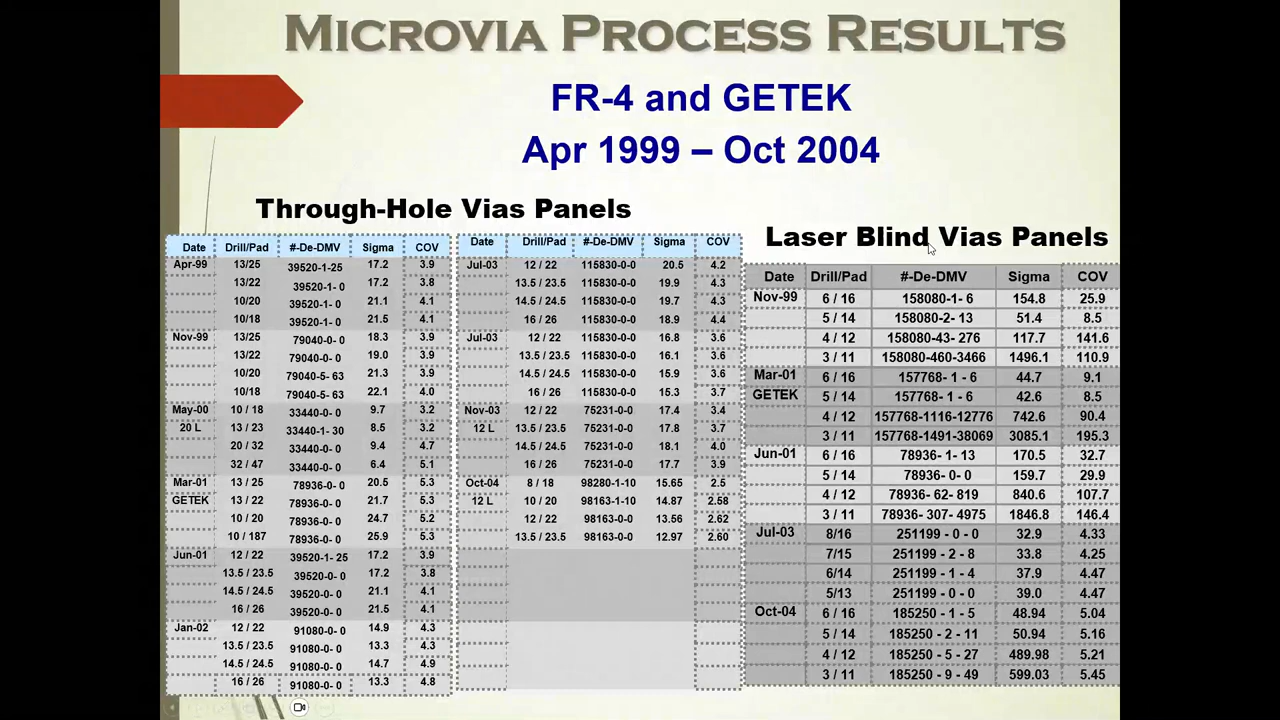 MICROVIA PROCESS RESULTS
FR-4 and GETEK
Apr 1999 – Oct 2004
Through-Hole Vias Panels
Date Drill/Pad #-De-DMV Sigma COV
Apr-99 13/25 39520-1-25 17.2 3.9
13/22 39520-1- 0 17.2 3.8
10/20 39520-1- 0 21.1 4.1
10/18 39520-1- 0 21.5 4.1
Nov-99 13/25 79040-0- 0 18.3 3.9
13/22 79040-0- 0 19.0 3.9
10/20 79040-5- 63 21.3 3.9
10/18 79040-5- 63 22.1 4.0
May-00 10 / 18 33440-0- 0 9.7 3.2
20 L 13 / 23 33440-1- 30 8.5 3.2
20 / 32 33440-0- 0 9.4 4.7
32 / 47 33440-0- 0 6.4 5.1
Mar-01 13 / 25 78936-0- 0 20.5 5.3
GETEK 13 / 22 78936-0- 0 21.7 5.3
10 / 20 78936-0- 0 24.7 5.2
10 / 187 78936-0- 0 25.9 5.3
Jun-01 12 / 22 39520-1- 25 17.2 3.9
13.5 / 23.5 39520-0- 0 17.2 3.8
14.5 / 24.5 39520-0- 0 21.1 4.1
16 / 26 39520-0- 0 21.5 4.1
Jan-02 12 / 22 91080-0- 0 14.9 4.3
13.5 / 23.5 91080-0- 0 13.3 4.3
14.5 / 24.5 91080-0- 0 14.7 4.9
16 / 26 91080-0- 0 13.3 4.8
Date Drill/Pad #-De-DMV Sigma COV
Jul-03 12 / 22 115830-0-0 20.5 4.2
13.5 / 23.5 115830-0-0 19.9 4.3
14.5 / 24.5 115830-0-0 19.7 4.3
16 / 26 115830-0-0 18.9 4.4
Jul-03 12 / 22 115830-0-0 16.8 3.6
13.5 / 23.5 115830-0-0 16.1 3.6
14.5 / 24.5 115830-0-0 15.9 3.6
16 / 26 115830-0-0 15.3 3.7
Nov-03 12 / 22 75231-0-0 17.4 3.4
12 L 13.5 / 23.5 75231-0-0 17.8 3.7
14.5 / 24.5 75231-0-0 18.1 4.0
16 / 26 75231-0-0 17.7 3.9
Oct-04 8 / 18 98280-1-10 15.65 2.5
12 L 10 / 20 98163-1-10 14.87 2.58
12 / 22 98163-0-0 13.56 2.62
13.5 / 23.5 98163-0-0 12.97 2.60
Laser Blind Vias Panels
Date Drill/Pad #-De-DMV Sigma COV
Nov-99 6 / 16 158080-1- 6 154.8 25.9
5 / 14 158080-2- 13 51.4 8.5
4 / 12 158080-43- 276 117.7 141.6
3 / 11 158080-460-3466 1496.1 110.9
Mar-01 6 / 16 157768- 1 - 6 44.7 9.1
GETEK 5 / 14 157768- 1 - 6 42.6 8.5
4 / 12 157768-1116-12776 742.6 90.4
3 / 11 157768-1491-38069 3085.1 195.3
Jun-01 6 / 16 78936- 1- 13 170.5 32.7
5 / 14 78936- 0- 0 159.7 29.9
4 / 12 78936- 62- 819 840.6 107.7
3 / 11 78936- 307- 4975 1846.8 146.4
Jul-03 8/16 251199 - 0 - 0 32.9 4.33
7/15 251199 - 2 - 8 33.8 4.25
6/14 251199 - 1 - 4 37.9 4.47
5/13 251199 - 0 - 0 39.0 4.47
Oct-04 6 / 16 185250 - 1 - 5 48.94 5.04
5 / 14 185250 - 2 - 11 50.94 5.16
4 / 12 185250 - 5 - 27 489.98 5.21
3 / 11 185250 - 9 - 49 599.03 5.45